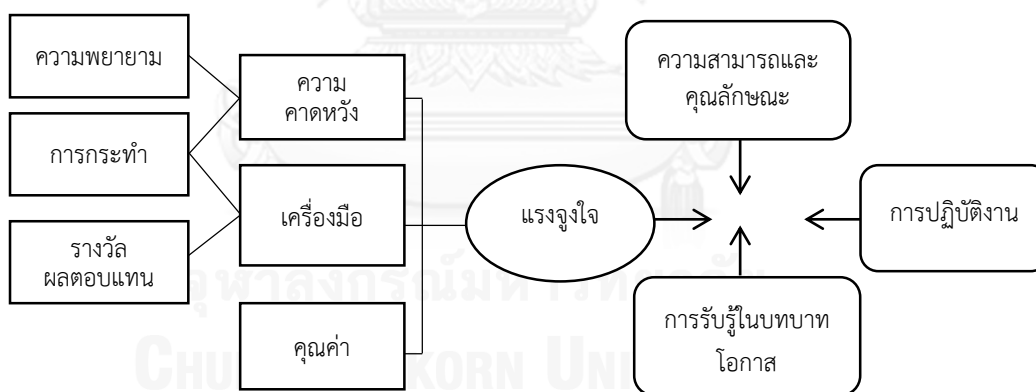 ความพยายาม
การกระทำ
รางวัล
ผลตอบแทน
ความ
คาดหวัง
เครื่องมือ
คุณค่า
แรงจูงใจ
ความสามารถและ
คุณลักษณะ
การปฏิบัติงาน
การรับรู้ในบทบาท
โอกาส